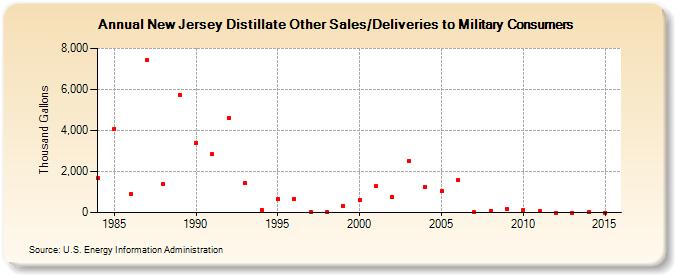 Annual New Jersey Distillate Other Sales/Deliveries to Military Consumers
Thousand Gallons
8,000
6,000
4,000
2,000
0
1985 1990 1995 2000 2005 2010 2015
Source: U.S. Energy Information Administration